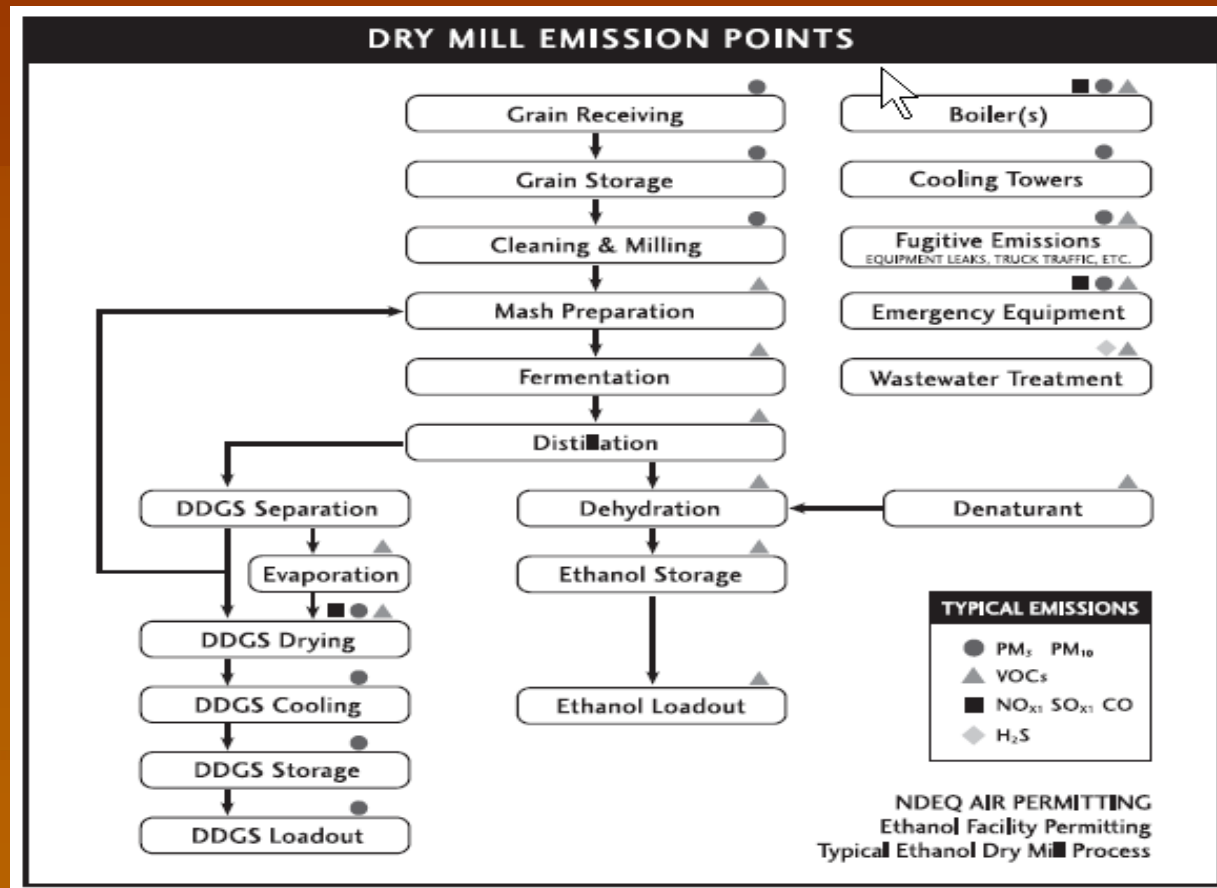 DRY MILL EMISSION POINTS
Grain Receiving
Grain Storage
Cleaning & Milling
Mash Preparation
Fermentation
Distillation
DDGS Separation
Evaporation
DDGS Drying
DDGS Cooling
DDGS Storage
DDGS Loadout
Dehydration
Ethanol Storage
Ethanol Loadout
Boiler(s)
Cooling Towers
Fugitive Emissions
EQUIPMENT LEAKS, TRUCK TRAFFIC, ETC.
Emergency Equipment
Wastewater Treatment
Denaturant
TYPICAL EMISSIONS
PM₅ PM₁₀
VOCs
NOₓ₁ SOₓ₁ CO
H₂S
NDEQ AIR PERMITTING
Ethanol Facility Permitting
Typical Ethanol Dry Mill Process